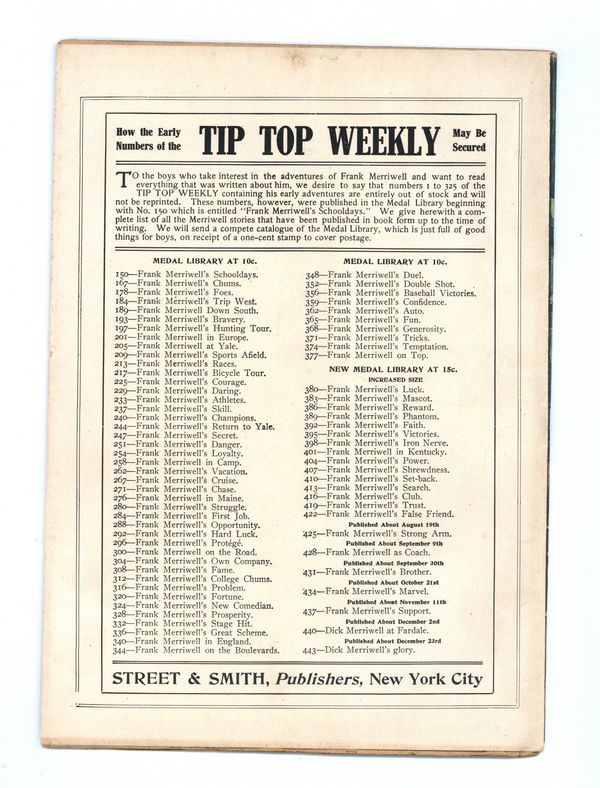 How the Early
Numbers of the
TIP TOP WEEKLY
May Be
Secured
TO the boys who take interest in the adventures of Frank Merriwell and want to read
everything that was written about him, we desire to say that numbers 1 to 325 of the
TIP TOP WEEKLY containing his early adventures are entirely out of stock and will
not be reprinted. These numbers, however, were published in the Medal Library beginning
with No. 150 which is entitled "Frank Merriwell's Schooldays." We give herewith a com-
plete list of all the Merriwell stories that have been published in book form up to the time of
writing. We will send a compete catalogue of the Medal Library, which is just full of good
things for boys, on receipt of a one-cent stamp to cover postage.
MEDAL LIBRARY AT 10c.
150—Frank Merriwell's Schooldays.
167—Frank Merriwell's Chums.
178—Frank Merriwell's Foes.
184—Frank Merriwell's Trip West.
189—Frank Merriwell Down South.
193—Frank Merriwell's Bravery.
197—Frank Merriwell's Hunting Tour.
201—Frank Merriwell in Europe.
205—Frank Merriwell at Yale.
209—Frank Merriwell's Sports Afield.
213—Frank Merriwell's Races.
217—Frank Merriwell's Bicycle Tour.
225—Frank Merriwell's Courage.
229—Frank Merriwell's Daring.
233—Frank Merriwell's Athletes.
237—Frank Merriwell's Skill.
240—Frank Merriwell's Champions.
244—Frank Merriwell's Return to Yale.
247—Frank Merriwell's Secret.
251—Frank Merriwell's Danger.
254—Frank Merriwell's Loyalty.
258—Frank Merriwell in Camp.
262—Frank Merriwell's Vacation.
267—Frank Merriwell's Cruise.
271—Frank Merriwell's Chase.
276—Frank Merriwell in Maine.
280—Frank Merriwell's Struggle.
284—Frank Merriwell's First Job.
288—Frank Merriwell's Opportunity.
292—Frank Merriwell's Hard Luck.
296—Frank Merriwell's Protégé.
300—Frank Merriwell on the Road.
304—Frank Merriwell's Own Company.
308—Frank Merriwell's Fame.
312—Frank Merriwell's College Chums.
316—Frank Merriwell's Problem.
320—Frank Merriwell's Fortune.
324—Frank Merriwell's New Comedian.
328—Frank Merriwell's Prosperity.
332—Frank Merriwell's Stage Hit.
336—Frank Merriwell's Great Scheme.
340—Frank Merriwell in England.
344—Frank Merriwell on the Boulevards.
MEDAL LIBRARY AT 10c.
348—Frank Merriwell's Duel.
352—Frank Merriwell's Double Shot.
356—Frank Merriwell's Baseball Victories.
359—Frank Merriwell's Confidence.
362—Frank Merriwell's Auto.
365—Frank Merriwell's Fun.
368—Frank Merriwell's Generosity.
371—Frank Merriwell's Tricks.
374—Frank Merriwell's Temptation.
377—Frank Merriwell on Top.
NEW MEDAL LIBRARY AT 15c.
INCREASED SIZE
380—Frank Merriwell's Luck.
383—Frank Merriwell's Mascot.
386—Frank Merriwell's Reward.
389—Frank Merriwell's Phantom.
392—Frank Merriwell's Faith.
395—Frank Merriwell's Victories.
398—Frank Merriwell's Iron Nerve.
401—Frank Merriwell in Kentucky.
404—Frank Merriwell's Power.
407—Frank Merriwell's Shrewdness.
410—Frank Merriwell's Set-back.
413—Frank Merriwell's Search.
416—Frank Merriwell's Club.
419—Frank Merriwell's Trust.
422—Frank Merriwell's False Friend.
Published About August 19th
425—Frank Merriwell's Strong Arm.
Published About September 9th
428—Frank Merriwell as Coach.
Published About September 30th
431—Frank Merriwell's Brother.
Published About October 21st
434—Frank Merriwell's Marvel.
Published About November 11th
437—Frank Merriwell's Support.
Published About December 2nd
440—Dick Merriwell at Fardale.
Published About December 23rd
443—Dick Merriwell's glory.
STREET & SMITH, Publishers, New York City